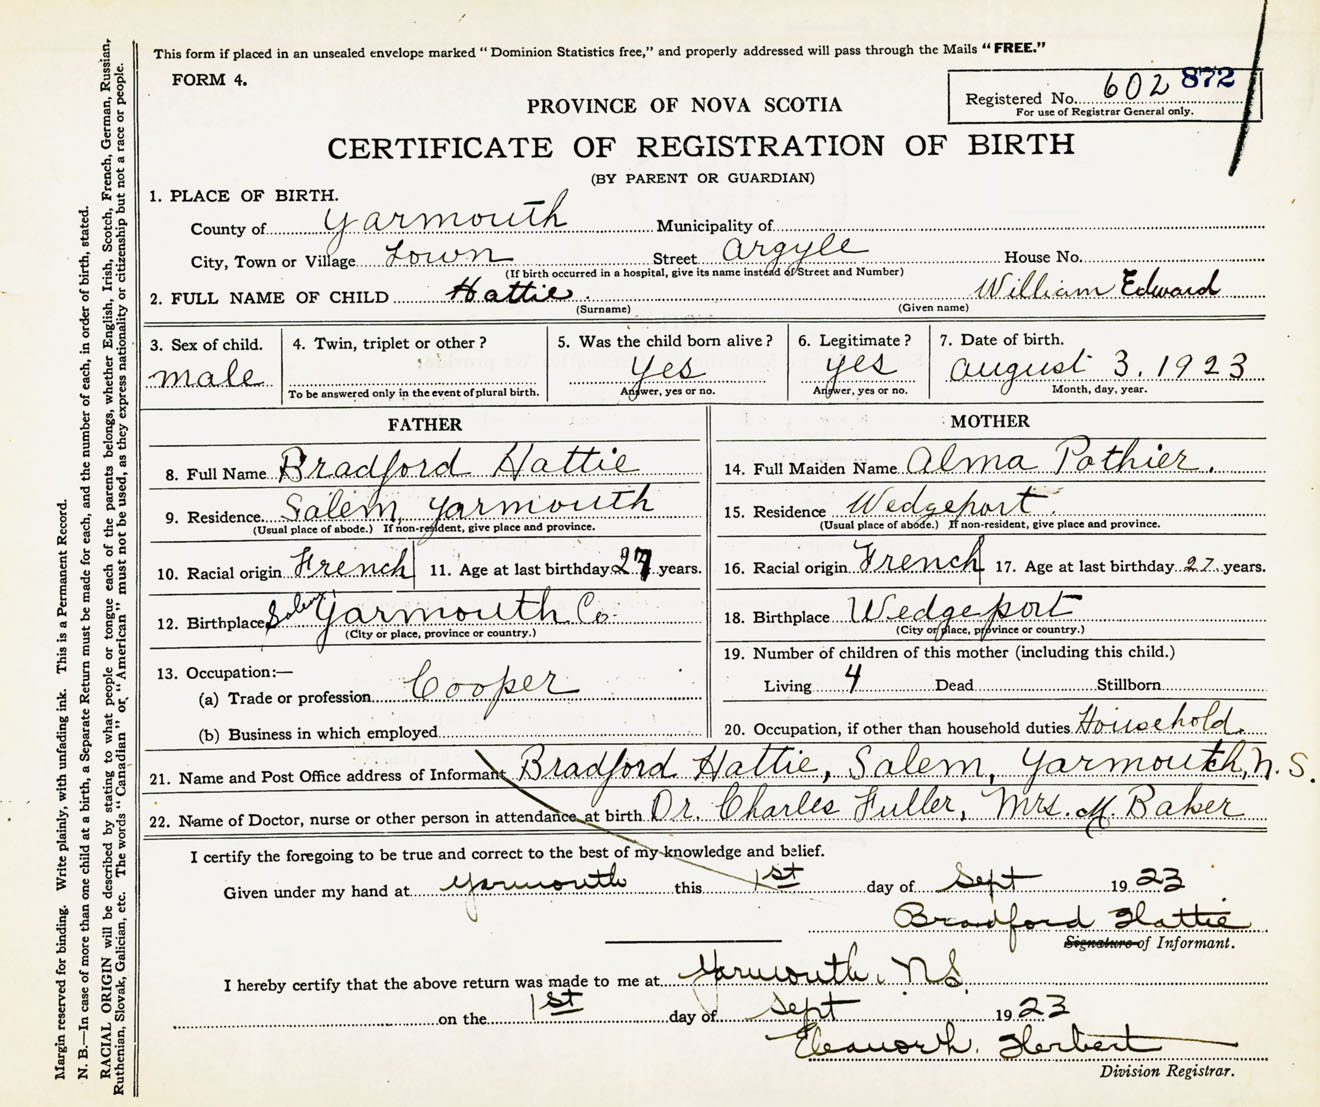 This form if placed in an unsealed envelope marked "Dominion Statistics free," and properly addressed will pass through the Mails "FREE."
FORM 4.
Registered No. 602 872
For use of Registrar General only.
PROVINCE OF NOVA SCOTIA
CERTIFICATE OF REGISTRATION OF BIRTH
(BY PARENT OR GUARDIAN)
1. PLACE OF BIRTH.
County of Yarmouth Municipality of
City, Town or Village Town Street Argyle House No.
(If birth occurred in a hospital, give its name instead of Street and Number)
2. FULL NAME OF CHILD Hattie William Edward
(Surname) (Given name)
3. Sex of child. 4. Twin, triplet or other? 5. Was the child born alive? 6. Legitimate? 7. Date of birth.
male Yes yes August 3. 1923
To be answered only in the event of plural birth. Answer, yes or no. Answer, yes or no. Month, day, year.
FATHER MOTHER
8. Full Name Bradford Hattie 14. Full Maiden Name Alma Pothier.
9. Residence Salem, Yarmouth 15. Residence Wedgeport.
(Usual place of abode.) If non-resident, give place and province. (Usual place of abode.) If non-resident, give place and province.
10. Racial origin French 11. Age at last birthday 27 years. 16. Racial origin French 17. Age at last birthday 27 years.
12. Birthplace Salem Yarmouth Co. 18. Birthplace Wedgeport
(City or place, province or country.) (City or place, province or country.)
13. Occupation:— 19. Number of children of this mother (including this child.)
(a) Trade or profession Cooper Living 4 Dead Stillborn
(b) Business in which employed 20. Occupation, if other than household duties Household.
21. Name and Post Office address of Informant Bradford Hattie, Salem, Yarmouth, N.S.
22. Name of Doctor, nurse or other person in attendance at birth Dr. Charles Fuller, Mrs. M. Baker
I certify the foregoing to be true and correct to the best of my knowledge and belief.
Given under my hand at Yarmouth this 1st day of Sept 1923
Bradford Hattie
Signature of Informant.
I hereby certify that the above return was made to me at Yarmouth, NS.
on the 1st day of Sept 1923
Herbert
Division Registrar.
Margin reserved for binding. Write plainly, with unfading ink. This is a Permanent Record.
N. B.—In case of more than one child at a birth, a Separate Return must be made for each, and the number of each, in order of birth, stated.
RACIAL ORIGIN will be described by stating to what people or tongue each of the parents belongs, whether English, Irish, Scotch, French, German, Russian,
Ruthenian, Slovak, Galician, etc. The words "Canadian" or "American" must not be used, as they express nationality or citizenship but not a race or people.